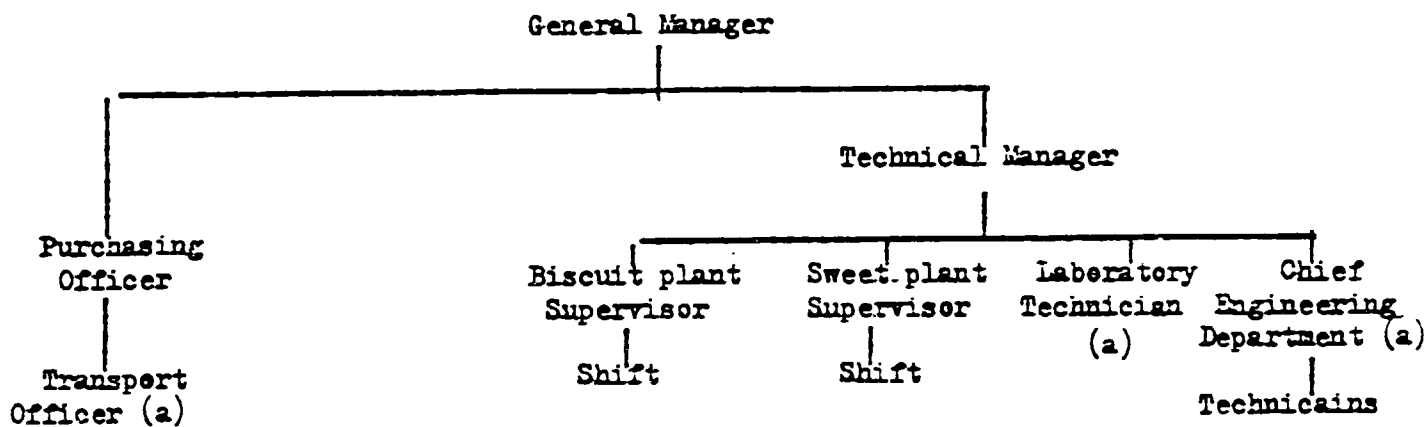 General Manager
Technical Manager
Purchasing
Officer
Biscuit plant
Supervisor
Sweet plant
Supervisor
Laboratory
Technician
(a)
Chief
Engineering
Department (a)
Shift
Shift
Transport
Officer (a)
Technicains